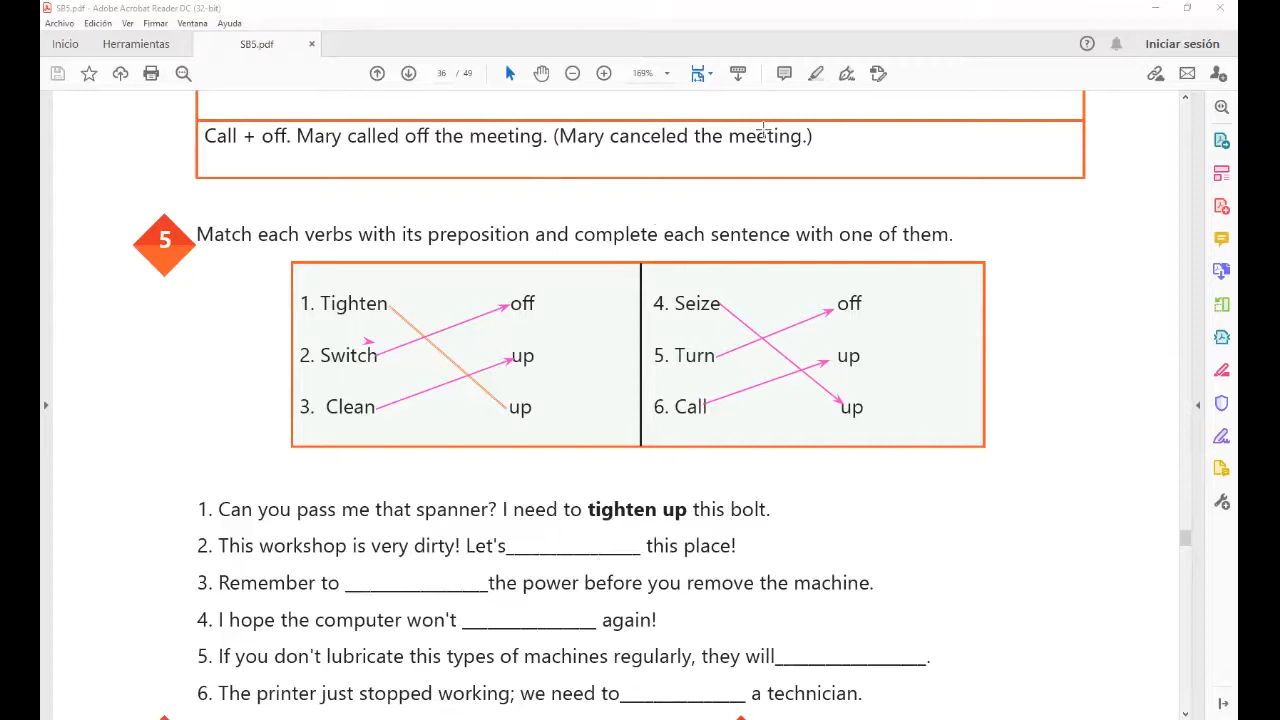 SB5.pdf - Adobe Acrobat Reader DC (32-bit)
Archivo Edición Ver Firmar Ventana Ayuda
Inicio Herramientas SB5.pdf × Iniciar sesión
36 / 49 169%
Call + off. Mary called off the meeting. (Mary canceled the meeting.)
5 Match each verbs with its preposition and complete each sentence with one of them.
1. Tighten off 4. Seize off
2. Switch up 5. Turn up
3. Clean up 6. Call up
1. Can you pass me that spanner? I need to tighten up this bolt.
2. This workshop is very dirty! Let's_______________ this place!
3. Remember to ________________the power before you remove the machine.
4. I hope the computer won't _______________ again!
5. If you don't lubricate this types of machines regularly, they will_________________.
6. The printer just stopped working; we need to______________ a technician.